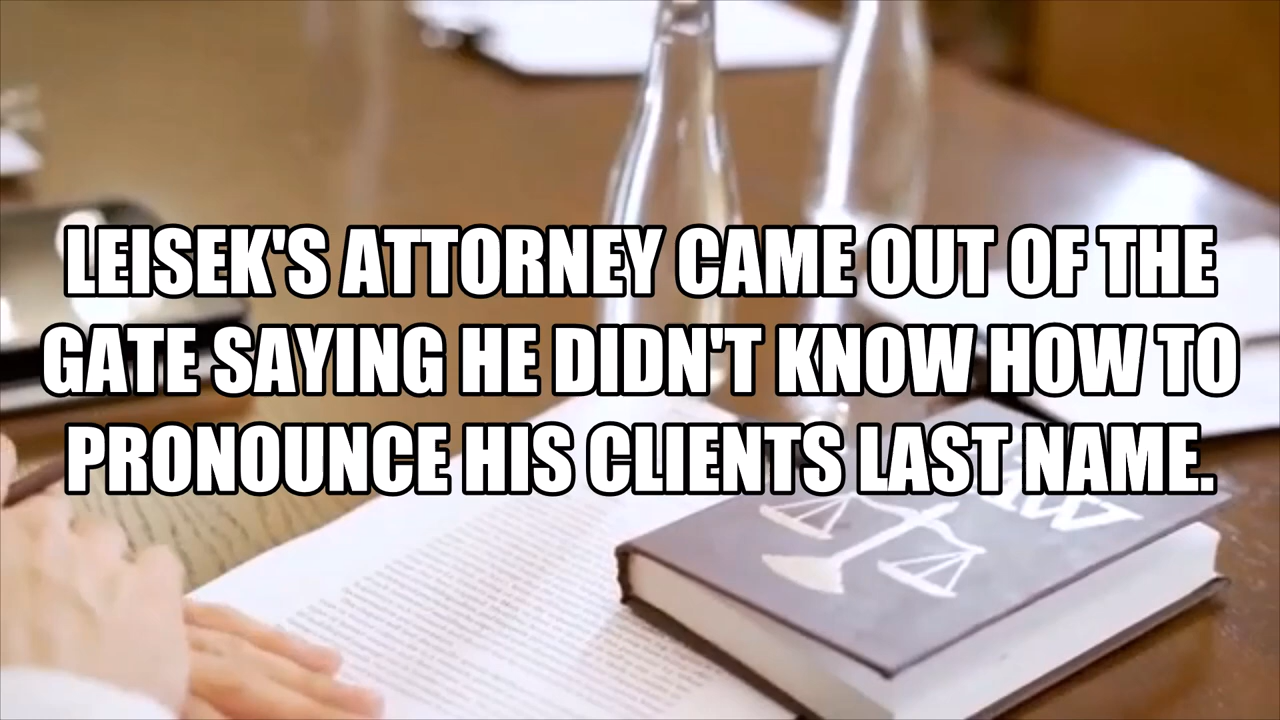 LEISEK'S ATTORNEY CAME OUT OF THE
GATE SAYING HE DIDN'T KNOW HOW TO
PRONOUNCE HIS CLIENTS LAST NAME.